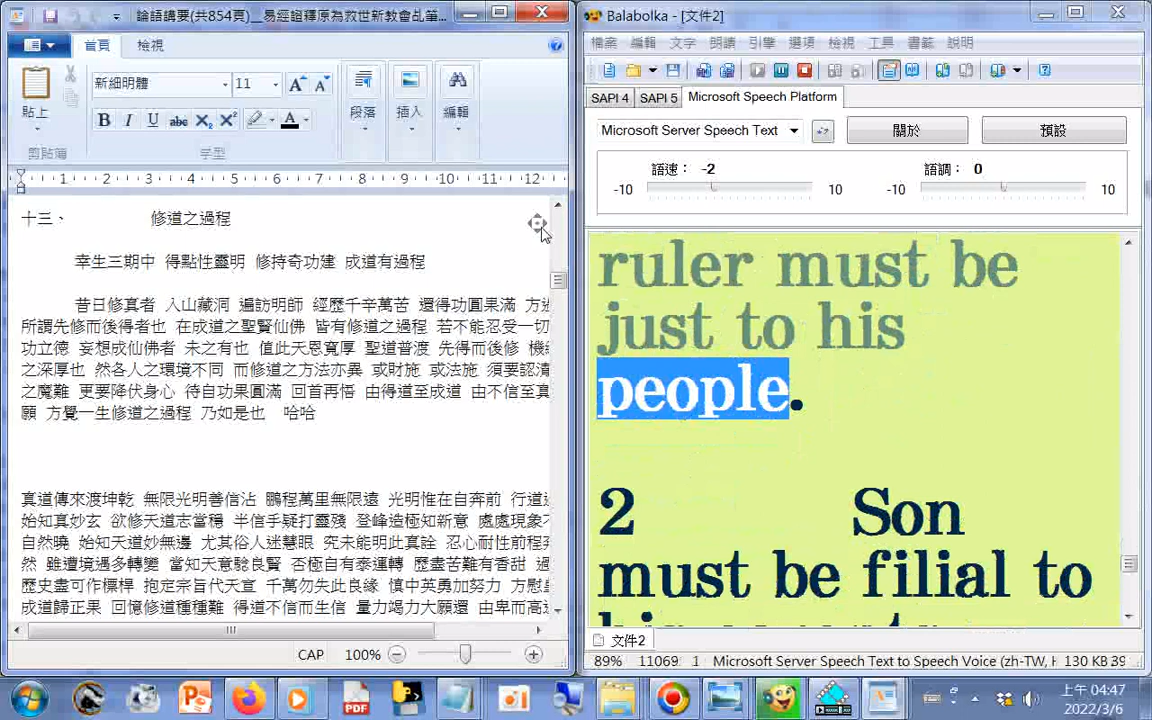 論語講要(共854頁)__易經證釋原為救世新教會乩筆...
首頁 檢視
新細明體 11
貼上
段落 插入 編輯
剪貼簿 字型
1 2 3 4 5 6 7 8 9 10 11 12
十三、 修道之過程
幸生三期中 得點性靈明 修持奇功建 成道有過程
昔日修真者 入山藏洞 遍訪明師 經歷千辛萬苦 還得功圓果滿 方
所謂先修而後得者也 在成道之聖賢仙佛 皆有修道之過程 若不能忍受一切
功立德 妄想成仙佛者 未之有也 值此天恩寬厚 聖道普渡 先得而後修 機
之深厚也 然各人之環境不同 而修道之方法亦異 或財施 或法施 須要認清
之魔難 更要降伏身心 待自功果圓滿 回首再悟 由得道至成道 由不信至真
願 方覺一生修道之過程 乃如是也 哈哈
真道傳來渡坤乾 無限光明善信沾 鵬程萬里無限遠 光明惟在自奔前 行道
始知真妙玄 欲修天道志當穩 半信乎疑打靈殘 登峰造極知新意 處處現象
自然曉 始知天道妙無邊 尤其俗人迷慧眼 究未能明此真詮 忍心耐性前程
然 雖遭境遇多轉變 當知天意騐良賢 否極自有泰運轉 歷盡苦難有香甜 過
歷史盡可作標桿 抱定宗旨代天宣 千萬勿失此良緣 慎中英勇加努力 方慰
成道歸正果 回憶修道種種難 得道不信而生信 量力竭力大願還 由卑而高
CAP 100%
Balabolka - [文件2]
檔案 編輯 文字 朗讀 引擎 選項 檢視 工具 書籤 說明
SAPI 4 SAPI 5 Microsoft Speech Platform
Microsoft Server Speech Text 關於 預設
語速: -2 語調: 0
-10 10 -10 10
ruler must be
just to his
people.
2 Son
must be filial to
文件2
89% 11069 1 Microsoft Server Speech Text to Speech Voice (zh-TW, H 130 KB 39
上午 04:47
2022/3/6